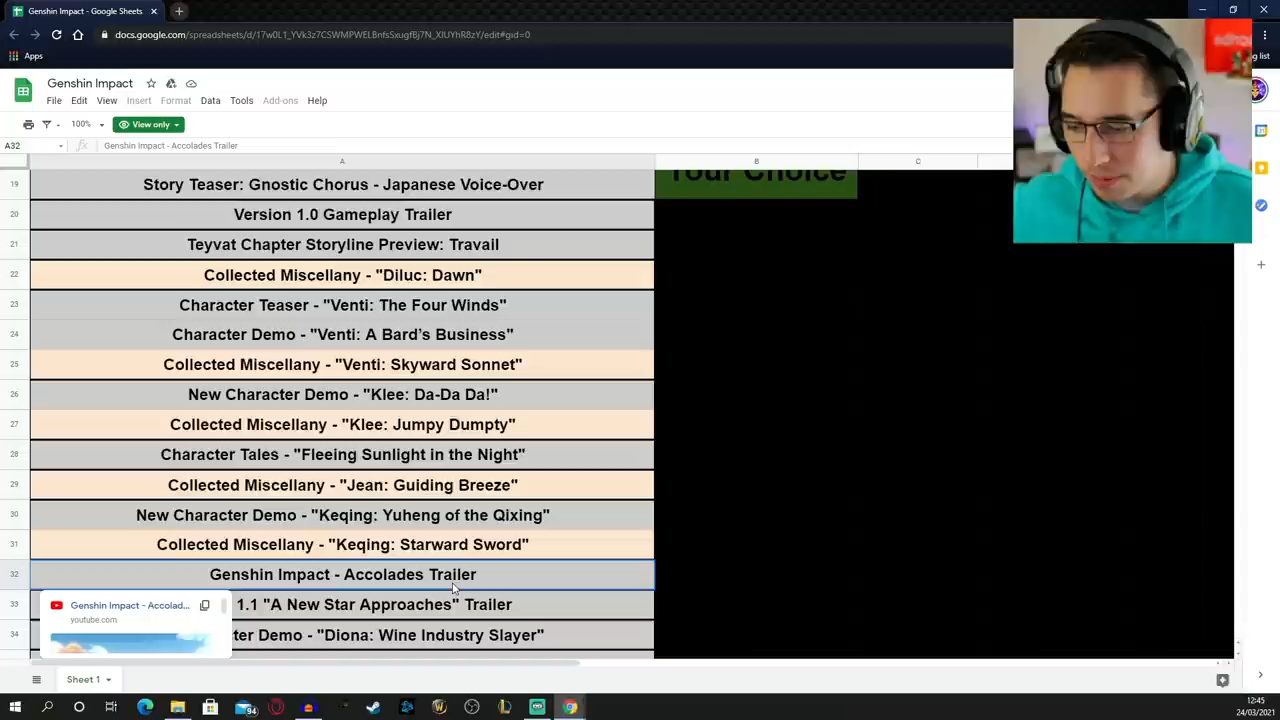 Genshin Impact - Google Sheets
docs.google.com/spreadsheets/d/17w0L1_YVk3z7CSWMPWELBnfsSxugfBj7N_XIUYhR8zY/edit#gid=0
Apps
Genshin Impact
File Edit View Insert Format Data Tools Add-ons Help
100% View only
A32 fx Genshin Impact - Accolades Trailer
A B C
19 Story Teaser: Gnostic Chorus - Japanese Voice-Over Your Choice
20 Version 1.0 Gameplay Trailer
21 Teyvat Chapter Storyline Preview: Travail
22 Collected Miscellany - "Diluc: Dawn"
23 Character Teaser - "Venti: The Four Winds"
24 Character Demo - "Venti: A Bard's Business"
25 Collected Miscellany - "Venti: Skyward Sonnet"
26 New Character Demo - "Klee: Da-Da Da!"
27 Collected Miscellany - "Klee: Jumpy Dumpty"
28 Character Tales - "Fleeing Sunlight in the Night"
29 Collected Miscellany - "Jean: Guiding Breeze"
30 New Character Demo - "Keqing: Yuheng of the Qixing"
31 Collected Miscellany - "Keqing: Starward Sword"
32 Genshin Impact - Accolades Trailer
33 1.1 "A New Star Approaches" Trailer
Genshin Impact - Accolad...
youtube.com
34 ter Demo - "Diona: Wine Industry Slayer"
Sheet 1
94
12:45
24/03/2021